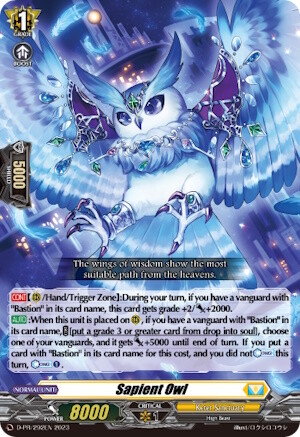 1
GRADE
BOOST
5000
SHIELD
The wings of wisdom show the most
suitable path from the heavens.
CONT [ /Hand/Trigger Zone]:During your turn, if you have a vanguard with
"Bastion" in its card name, this card gets grade +2/ +2000.
AUTO :When this unit is placed on , if you have a vanguard with "Bastion" in
its card name, [put a grade 3 or greater card from drop into soul], choose
one of your vanguards, and it gets +5000 until end of turn. If you put a
card with "Bastion" in its card name for this cost, and you did not this
turn,
NORMAL UNIT
Sapient Owl
POWER
8000
CRITICAL
1
Keter Sanctuary
High Beast
D-PR/292EN 2023